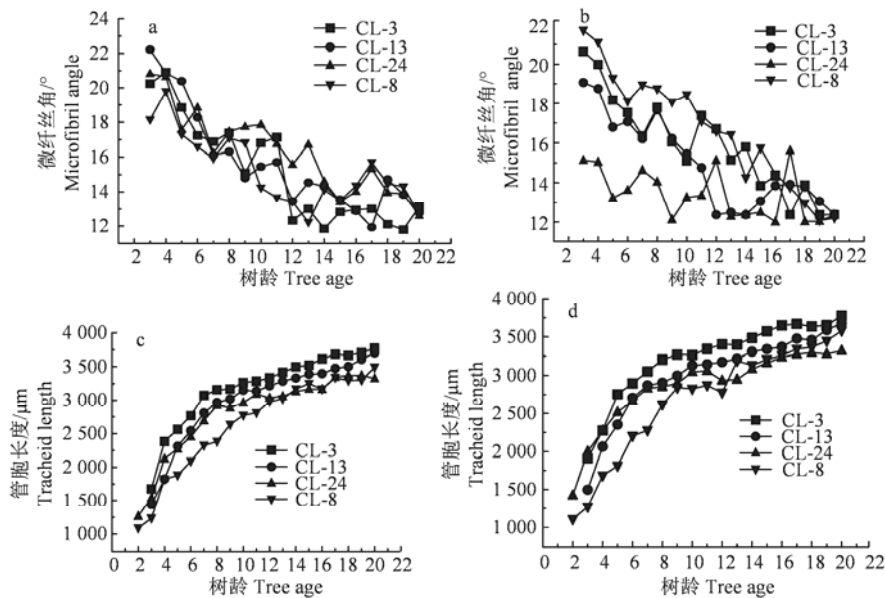 a
CL-3
CL-13
CL-24
CL-8
24
22
20
18
16
14
12
微纤丝角/°
Microfibril angle
0 2 4 6 8 10 12 14 16 18 20 22
树龄 Tree age
b
CL-3
CL-13
CL-24
CL-8
22
20
18
16
14
12
微纤丝角/°
Microfibril angle
2 4 6 8 10 12 14 16 18 20 22
树龄 Tree age
c
CL-3
CL-13
CL-24
CL-8
4 000
3 500
3 000
2 500
2 000
1 500
1 000
管胞长度/μm
Tracheid length
0 2 4 6 8 10 12 14 16 18 20 22
树龄 Tree age
d
CL-3
CL-13
CL-24
CL-8
4 000
3 500
3 000
2 500
2 000
1 500
1 000
管胞长度/μm
Tracheid length
0 2 4 6 8 10 12 14 16 18 20 22
树龄 Tree age